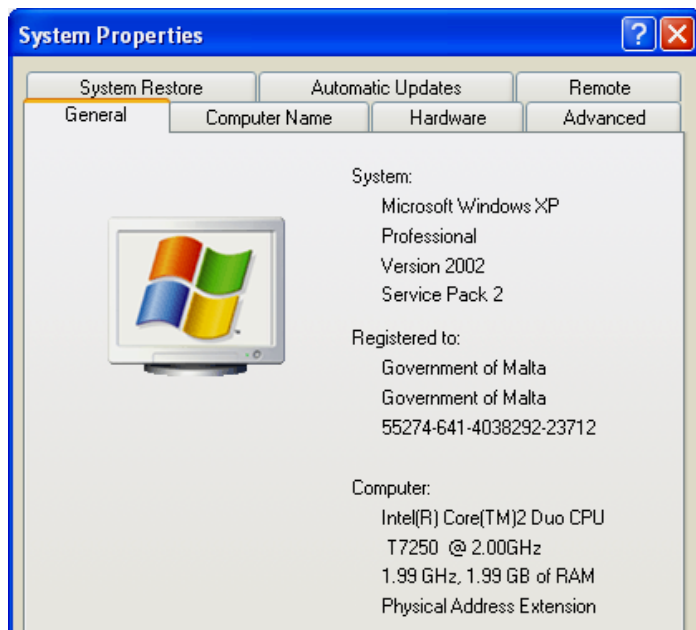 System Properties
System Restore Automatic Updates Remote
General Computer Name Hardware Advanced
System:
Microsoft Windows XP
Professional
Version 2002
Service Pack 2
Registered to:
Government of Malta
Government of Malta
55274-641-4038292-23712
Computer:
Intel(R) Core(TM)2 Duo CPU
T7250 @ 2.00GHz
1.99 GHz, 1.99 GB of RAM
Physical Address Extension